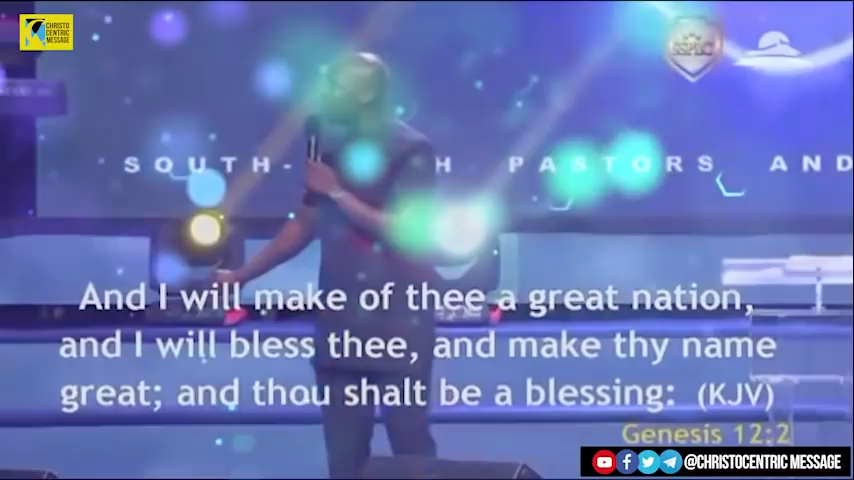 CHRISTO
CENTRIC
MESSAGE
SSPEC
SOUTH- H PASTORS AND
And I will make of thee a great nation,
and I will bless thee, and make thy name
great; and thou shalt be a blessing: (KJV)
Genesis 12:2
@CHRISTOCENTRIC MESSAGE